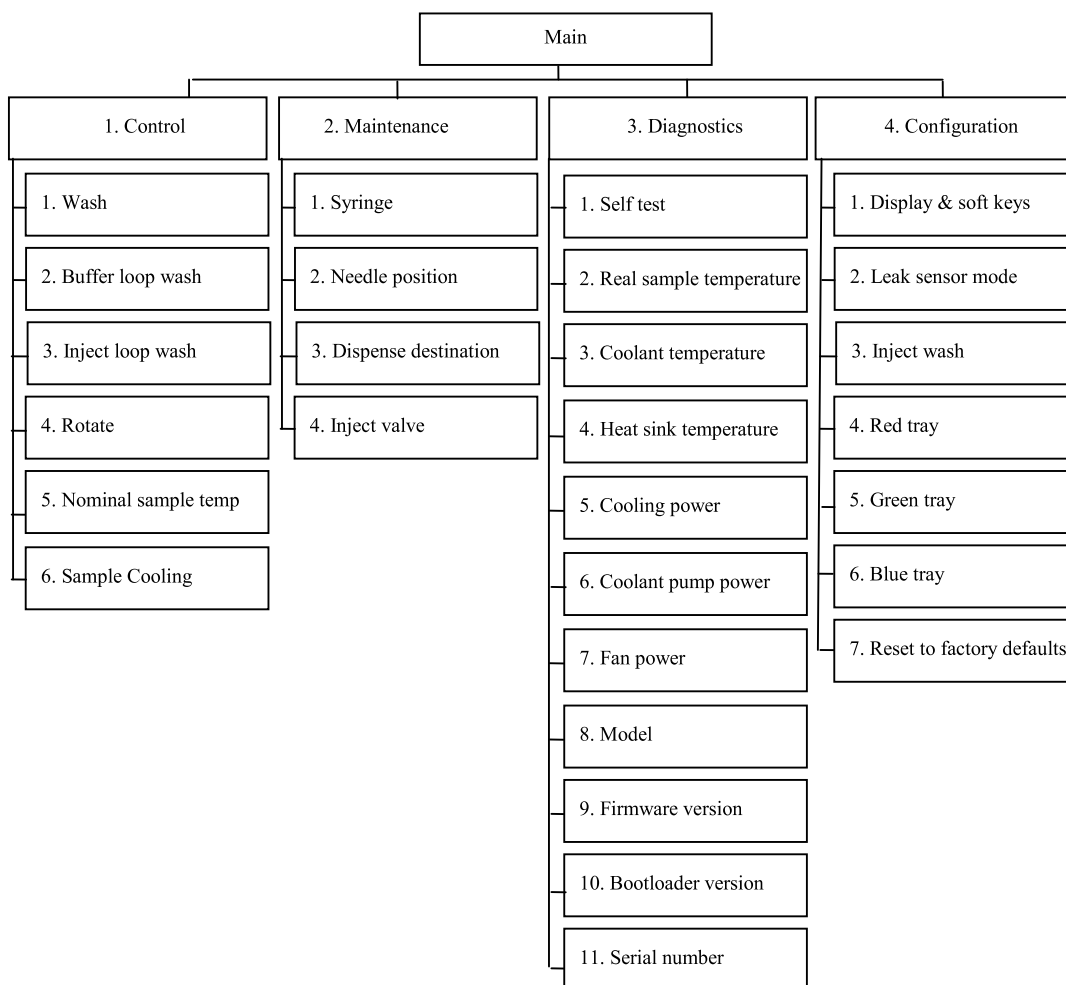 Main
1. Control
1. Wash
2. Buffer loop wash
3. Inject loop wash
4. Rotate
5. Nominal sample temp
6. Sample Cooling
2. Maintenance
1. Syringe
2. Needle position
3. Dispense destination
4. Inject valve
3. Diagnostics
1. Self test
2. Real sample temperature
3. Coolant temperature
4. Heat sink temperature
5. Cooling power
6. Coolant pump power
7. Fan power
8. Model
9. Firmware version
10. Bootloader version
11. Serial number
4. Configuration
1. Display & soft keys
2. Leak sensor mode
3. Inject wash
4. Red tray
5. Green tray
6. Blue tray
7. Reset to factory defaults